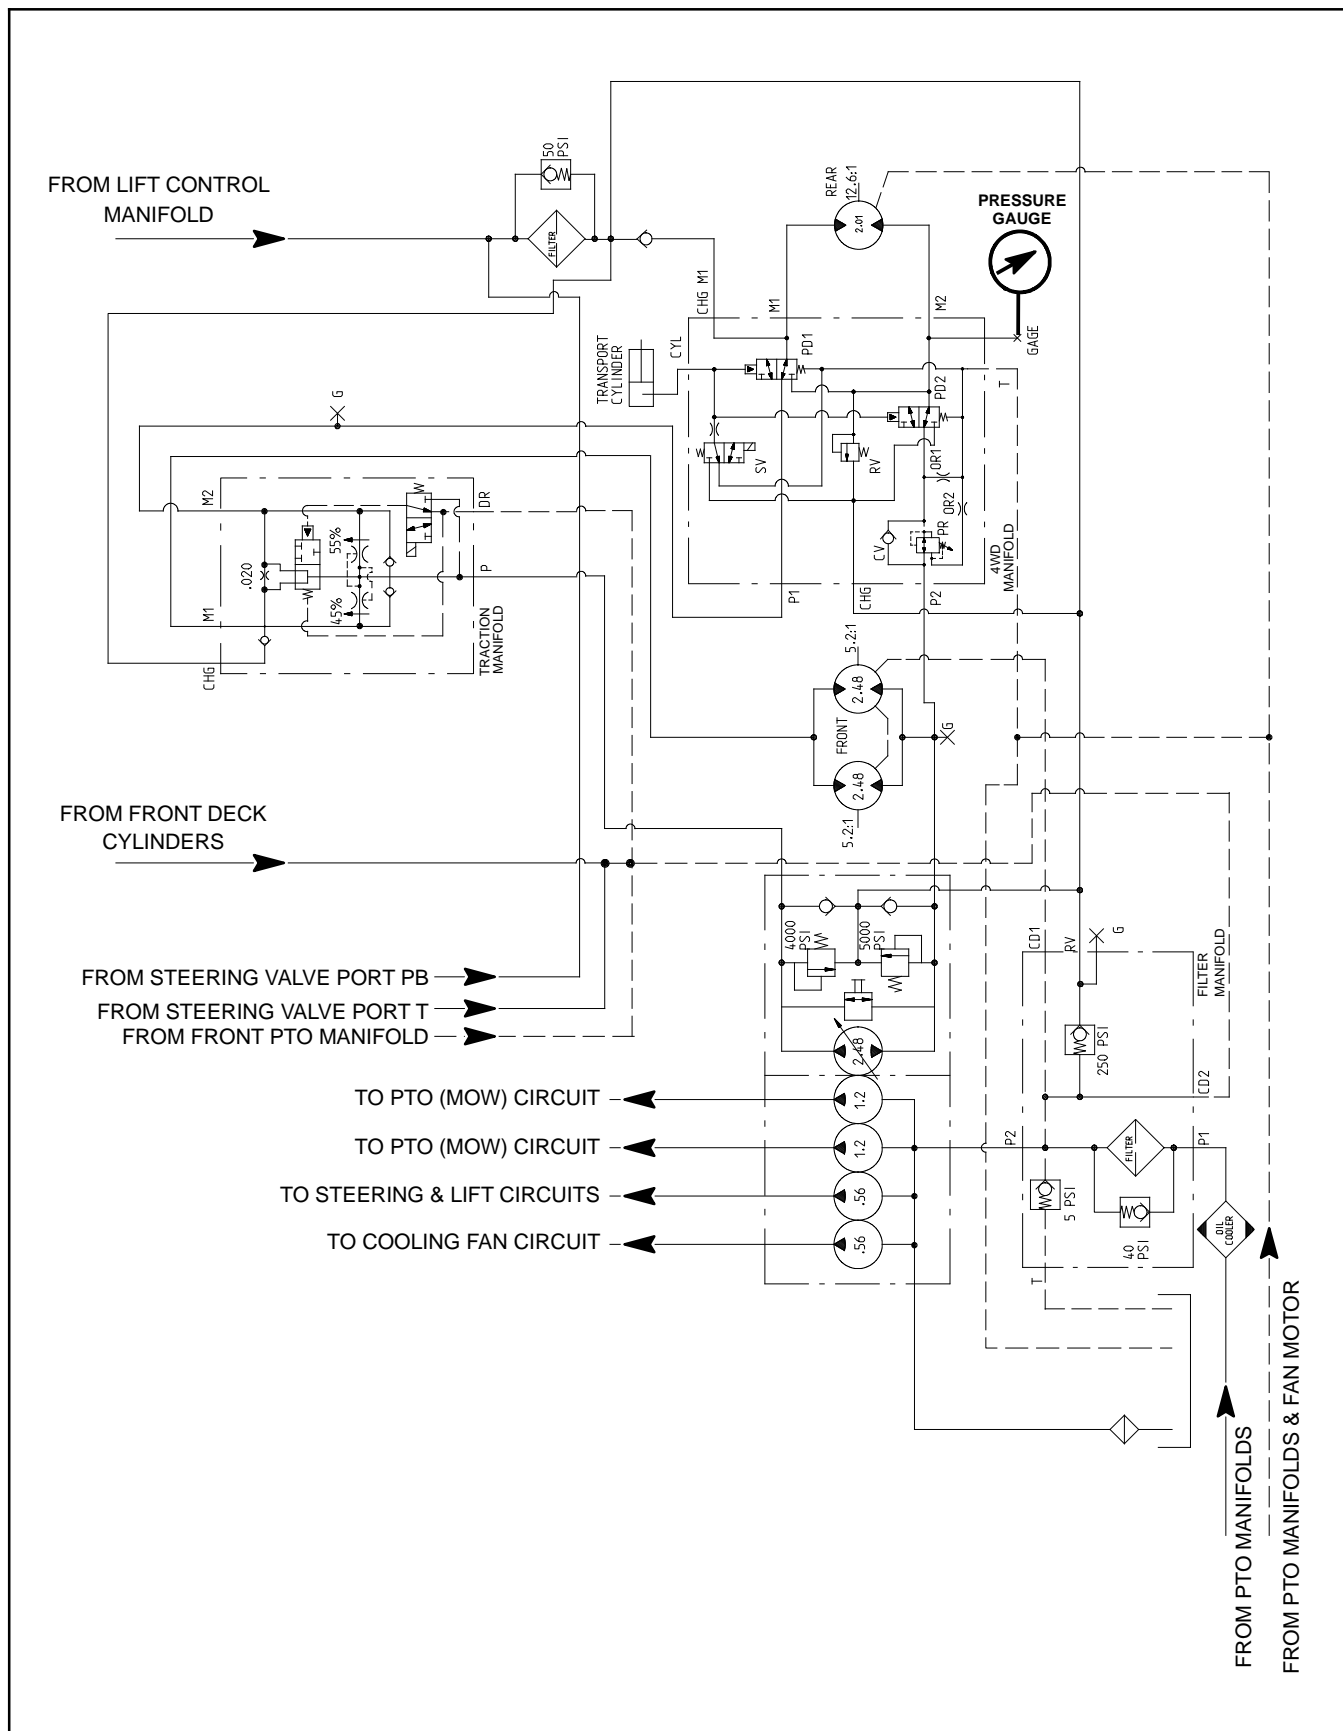 50
PSI
FROM LIFT CONTROL
MANIFOLD
FILTER
REAR
12.6:1
2.01
PRESSURE
GAUGE
CHG M1
M1
M2
GAGE
TRANSPORT
CYLINDER
CYL
PD1
PD2
T
SV
RV
OR1
OR2
PR
CV
4WD
MANIFOLD
P1
CHG
P2
G
M2
DR
.020
55%
45%
P
M1
CHG
TRACTION
MANIFOLD
5.2:1
2.48
FRONT
G
2.48
5.2:1
FROM FRONT DECK
CYLINDERS
4000
PSI
5000
PSI
FROM STEERING VALVE PORT PB
FROM STEERING VALVE PORT T
FROM FRONT PTO MANIFOLD
2.48
CD1
RV
G
FILTER
MANIFOLD
250 PSI
CD2
TO PTO (MOW) CIRCUIT
1.2
TO PTO (MOW) CIRCUIT
1.2
P2
FILTER
P1
TO STEERING & LIFT CIRCUITS
.56
5 PSI
TO COOLING FAN CIRCUIT
.56
40
PSI
OIL
COOLER
T
FROM PTO MANIFOLDS
FROM PTO MANIFOLDS & FAN MOTOR